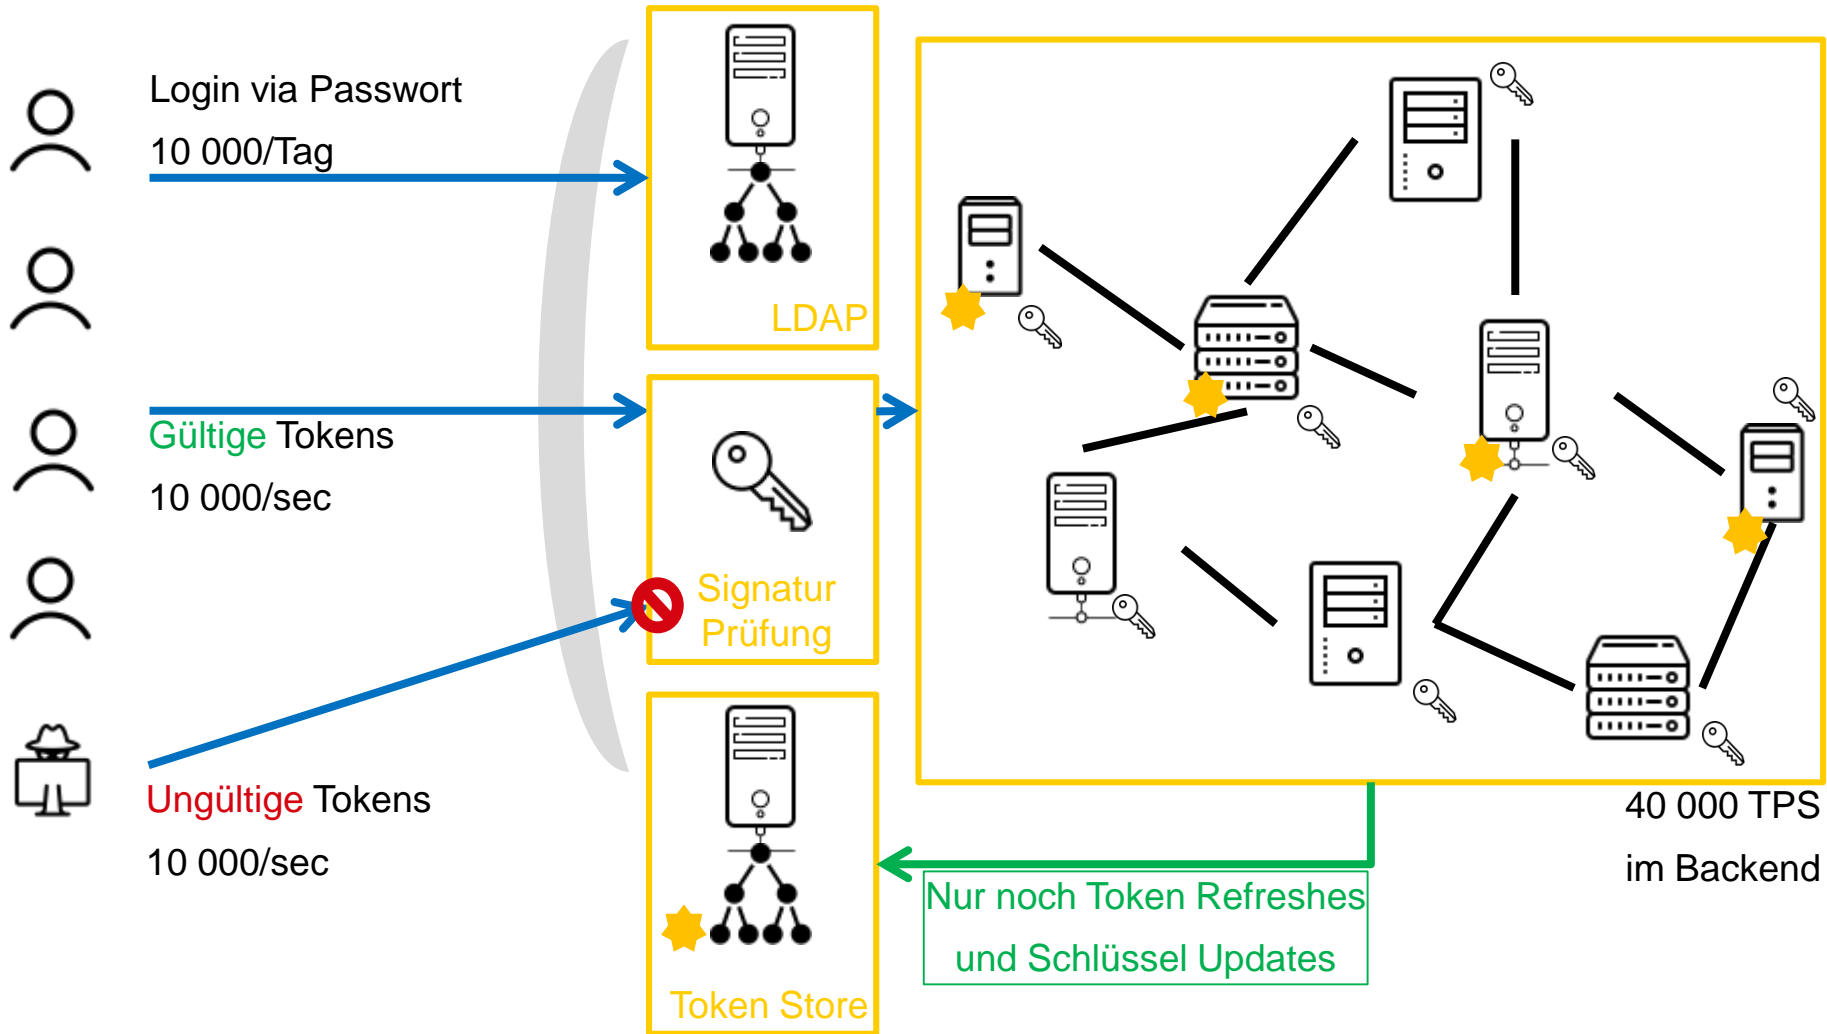 Login via Passwort
10 000/Tag
LDAP
Gültige Tokens
10 000/sec
Signatur
Prüfung
Ungültige Tokens
10 000/sec
Token Store
40 000 TPS
im Backend
Nur noch Token Refreshes
und Schlüssel Updates